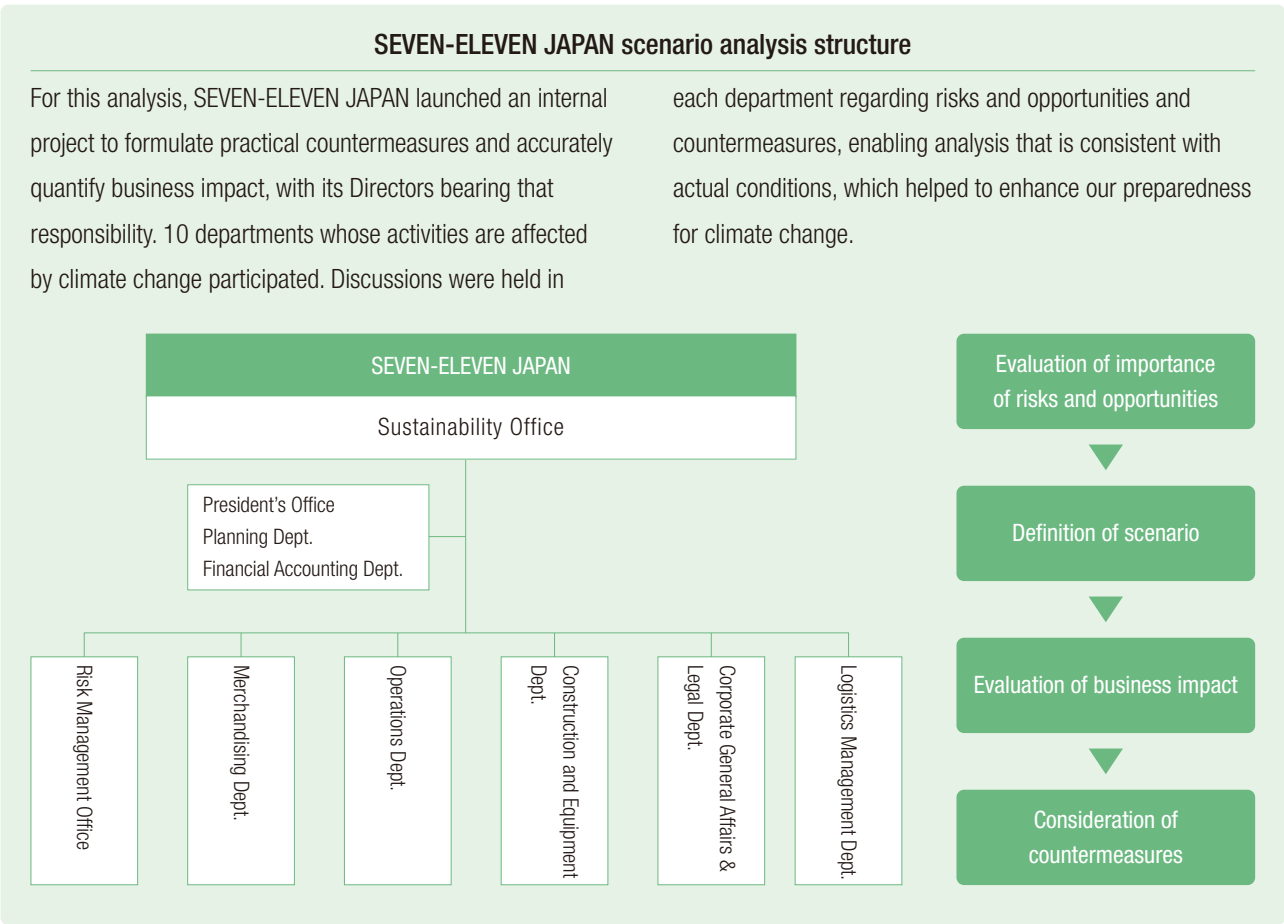 SEVEN-ELEVEN JAPAN scenario analysis structure
For this analysis, SEVEN-ELEVEN JAPAN launched an internal
project to formulate practical countermeasures and accurately
quantify business impact, with its Directors bearing that
responsibility. 10 departments whose activities are affected
by climate change participated. Discussions were held in
each department regarding risks and opportunities and
countermeasures, enabling analysis that is consistent with
actual conditions, which helped to enhance our preparedness
for climate change.
SEVEN-ELEVEN JAPAN
Sustainability Office
President’s Office
Planning Dept.
Financial Accounting Dept.
Risk Management Office
Merchandising Dept.
Operations Dept.
Construction and Equipment
Dept.
Corporate General Affairs &
Legal Dept.
Logistics Management Dept.
Evaluation of importance
of risks and opportunities
Definition of scenario
Evaluation of business impact
Consideration of
countermeasures